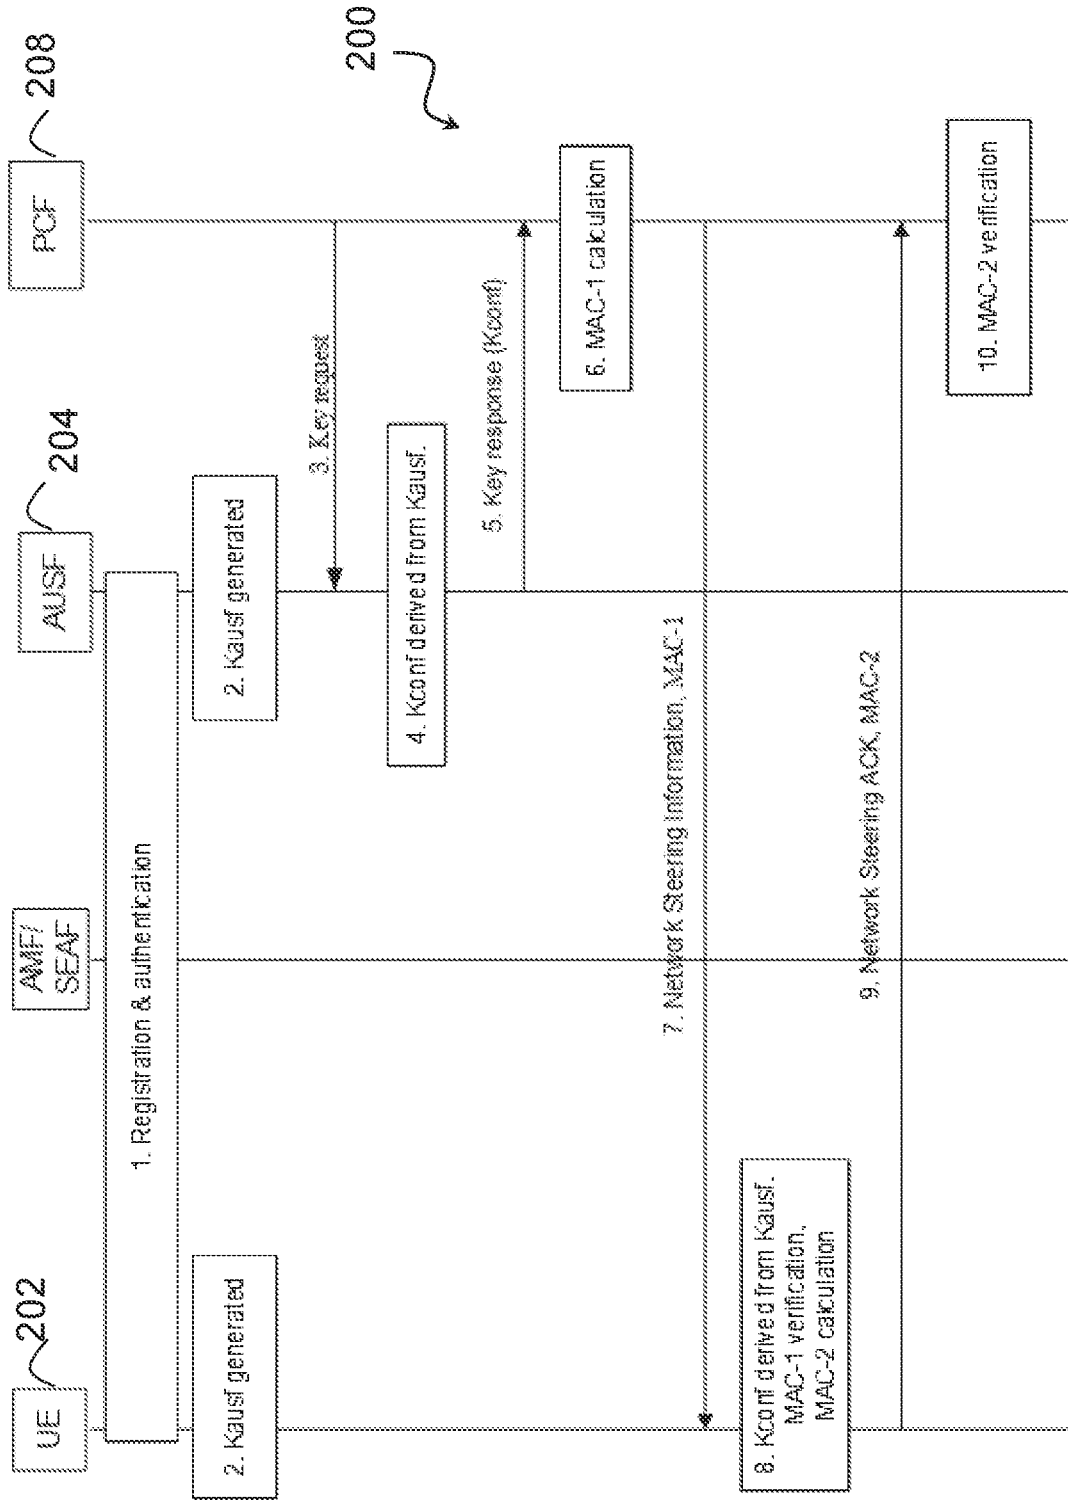 UE
202
AMF/
SEAF
AUSF
204
PCF
208
200
1. Registration & authentication
2. Kausf generated
2. Kausf generated
3. Key request
4. Kconf derived from Kausf.
5. Key response (Kconf)
6. MAC-1 calculation
7. Network Steering Information, MAC-1
8. Kconf derived from Kausf.
MAC-1 verification,
MAC-2 calculation
9. Network Steering ACK, MAC-2
10. MAC-2 verification